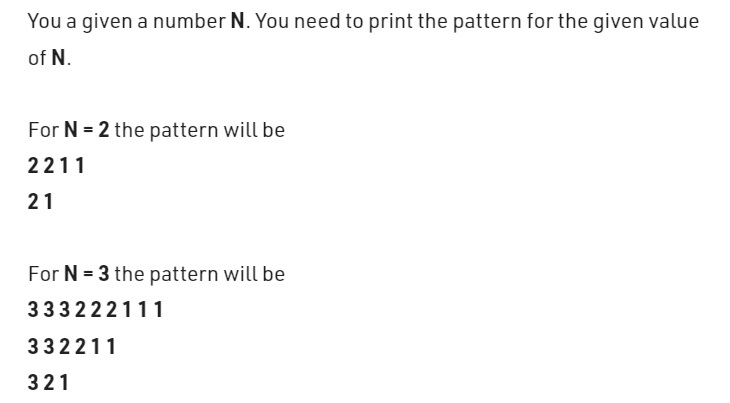 You a given a number N. You need to print the pattern for the given value
of N.
For N = 2 the pattern will be
2 2 1 1
2 1
For N = 3 the pattern will be
3 3 3 2 2 2 1 1 1
3 3 2 2 1 1
3 2 1